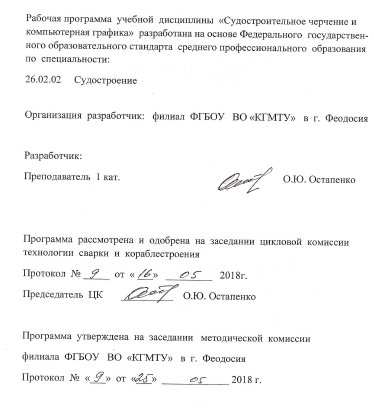 Рабочая программа учебной дисциплины «Судостроительное черчение и
компьютерная графика» разработана на основе Федерального государствен-
ного образовательного стандарта среднего профессионального образования
по специальности:
26.02.02 Судостроение
Организация разработчик: филиал ФГБОУ ВО «КГМТУ» в г. Феодосия
Разработчик:
Преподаватель 1 кат. О.Ю. Остапенко
Программа рассмотрена и одобрена на заседании цикловой комиссии
технологии сварки и кораблестроения
Протокол № 9 от «16» 05 2018г.
Председатель ЦК О.Ю. Остапенко
Программа утверждена на заседании методической комиссии
филиала ФГБОУ ВО «КГМТУ» в г. Феодосия
Протокол № «9» от «25» 05 2018 г.